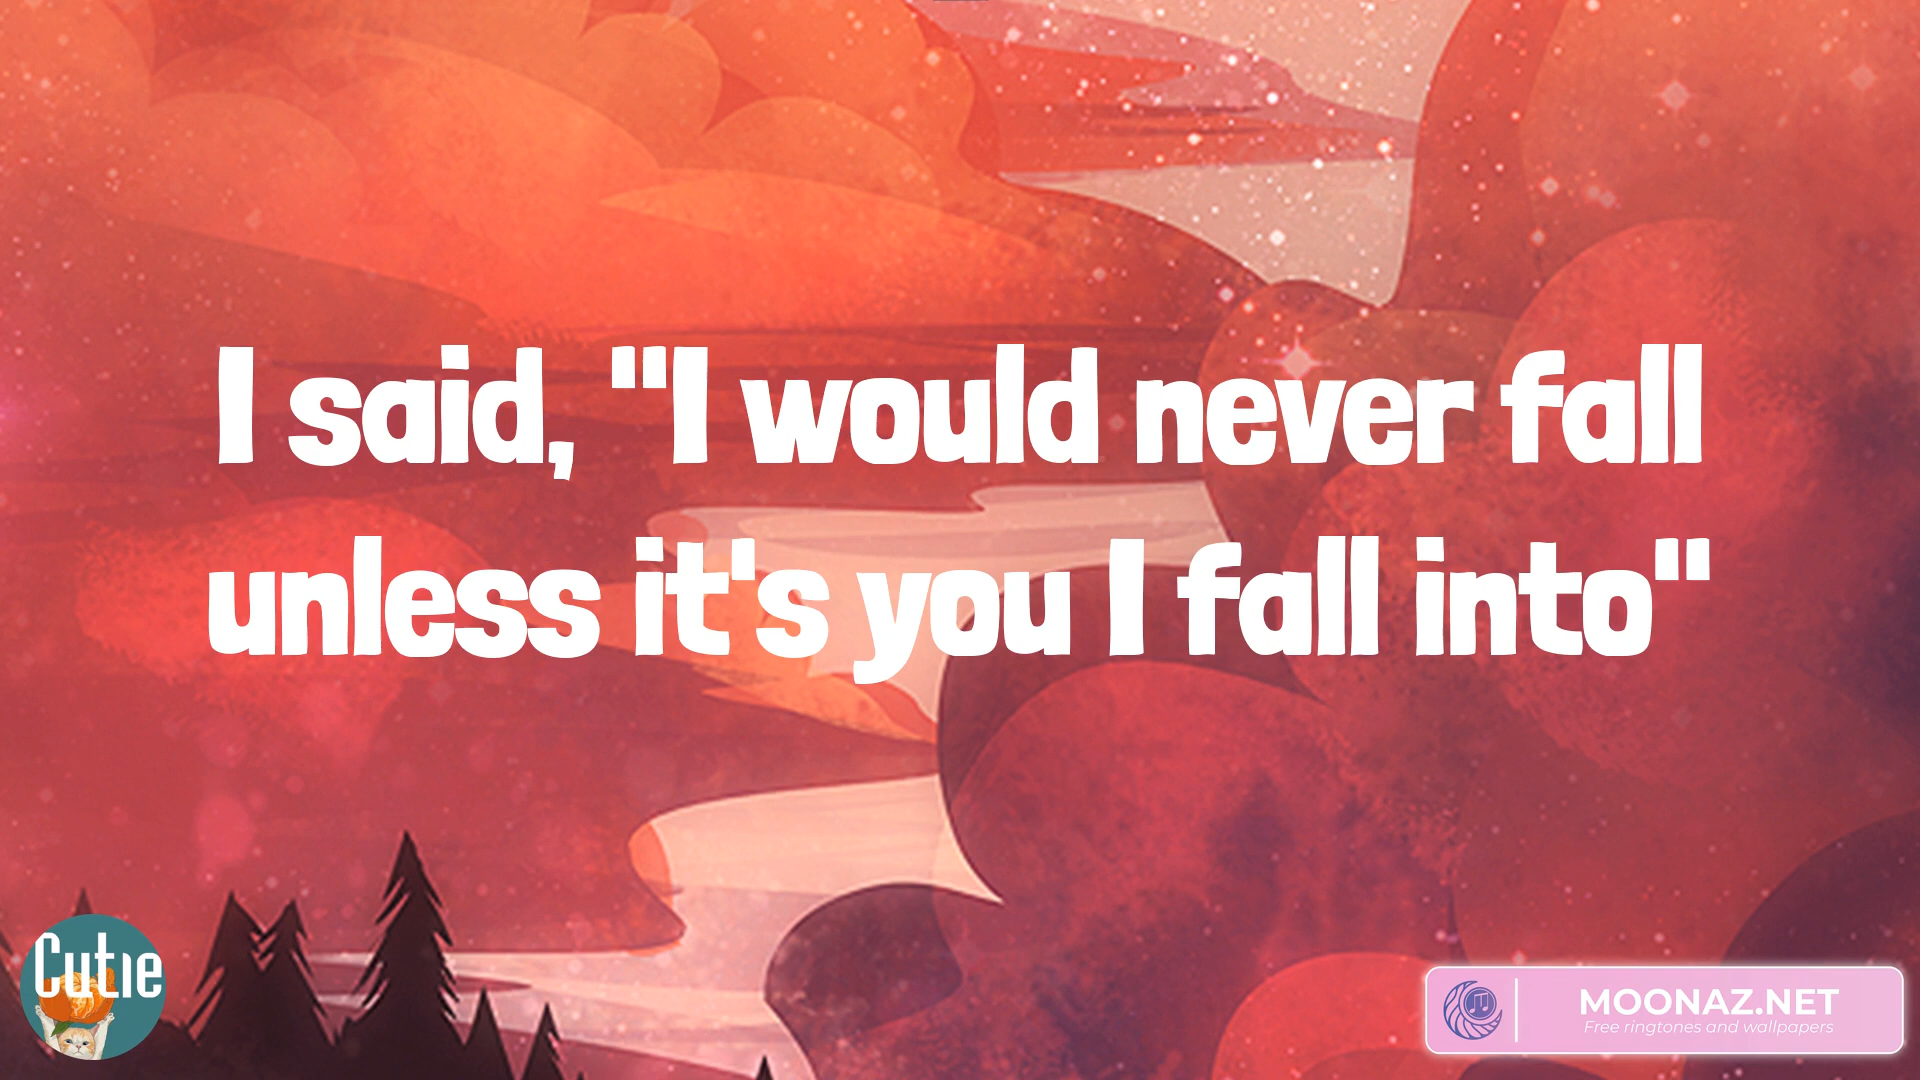 I said, "I would never fall
unless it's you I fall into"
Cutie
MOONAZ.NET
Free ringtones and wallpapers